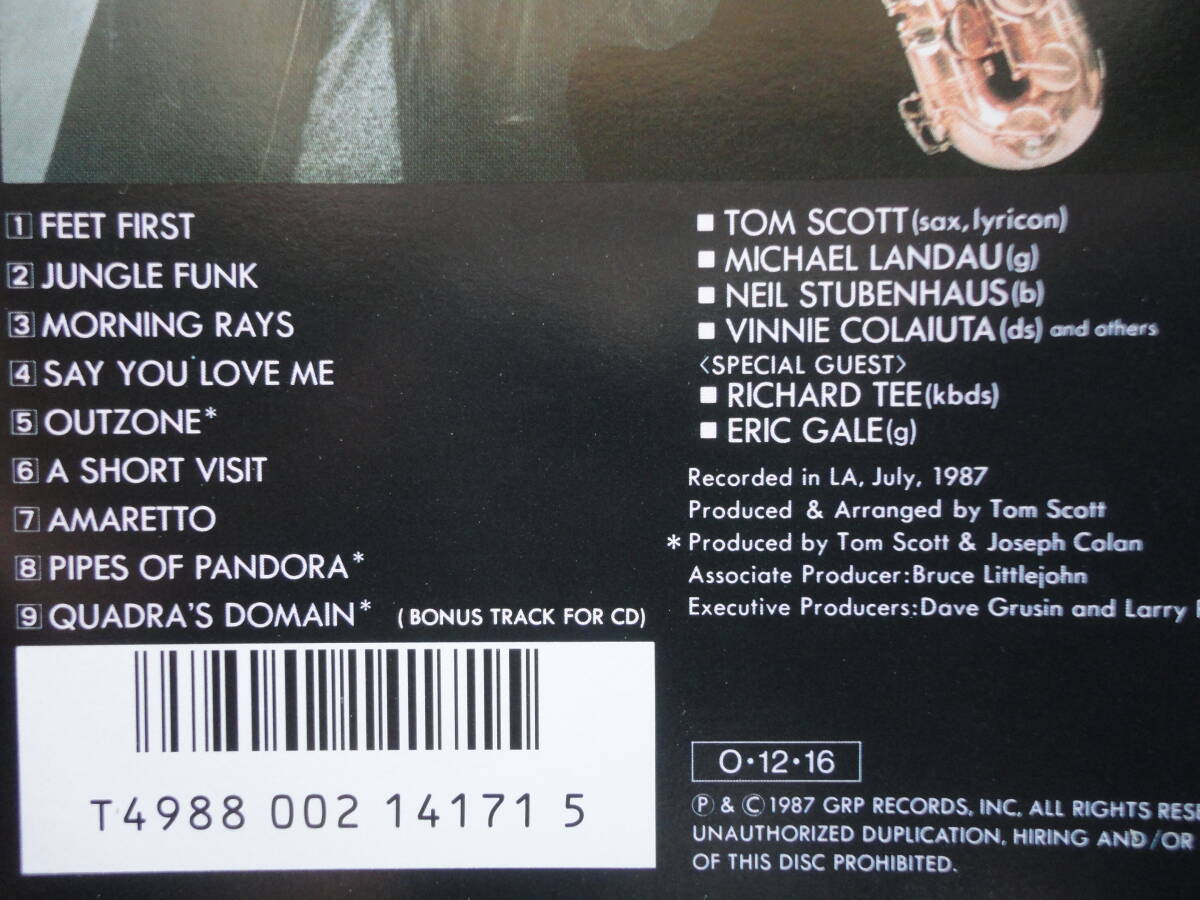 1 FEET FIRST
2 JUNGLE FUNK
3 MORNING RAYS
4 SAY YOU LOVE ME
5 OUTZONE*
6 A SHORT VISIT
7 AMARETTO
8 PIPES OF PANDORA*
9 QUADRA'S DOMAIN* (BONUS TRACK FOR CD)
T4988 002 14171 5
■ TOM SCOTT(sax,lyricon)
■ MICHAEL LANDAU(g)
■ NEIL STUBENHAUS(b)
■ VINNIE COLAIUTA(ds) and others
〈SPECIAL GUEST〉
■ RICHARD TEE(kbds)
■ ERIC GALE(g)
Recorded in LA, July, 1987
Produced & Arranged by Tom Scott
* Produced by Tom Scott & Joseph Colan
Associate Producer:Bruce Littlejohn
Executive Producers:Dave Grusin and Larry
O・12・16
Ⓟ & © 1987 GRP RECORDS, INC, ALL RIGHTS RESE
UNAUTHORIZED DUPLICATION, HIRING AND/OR
OF THIS DISC PROHIBITED.